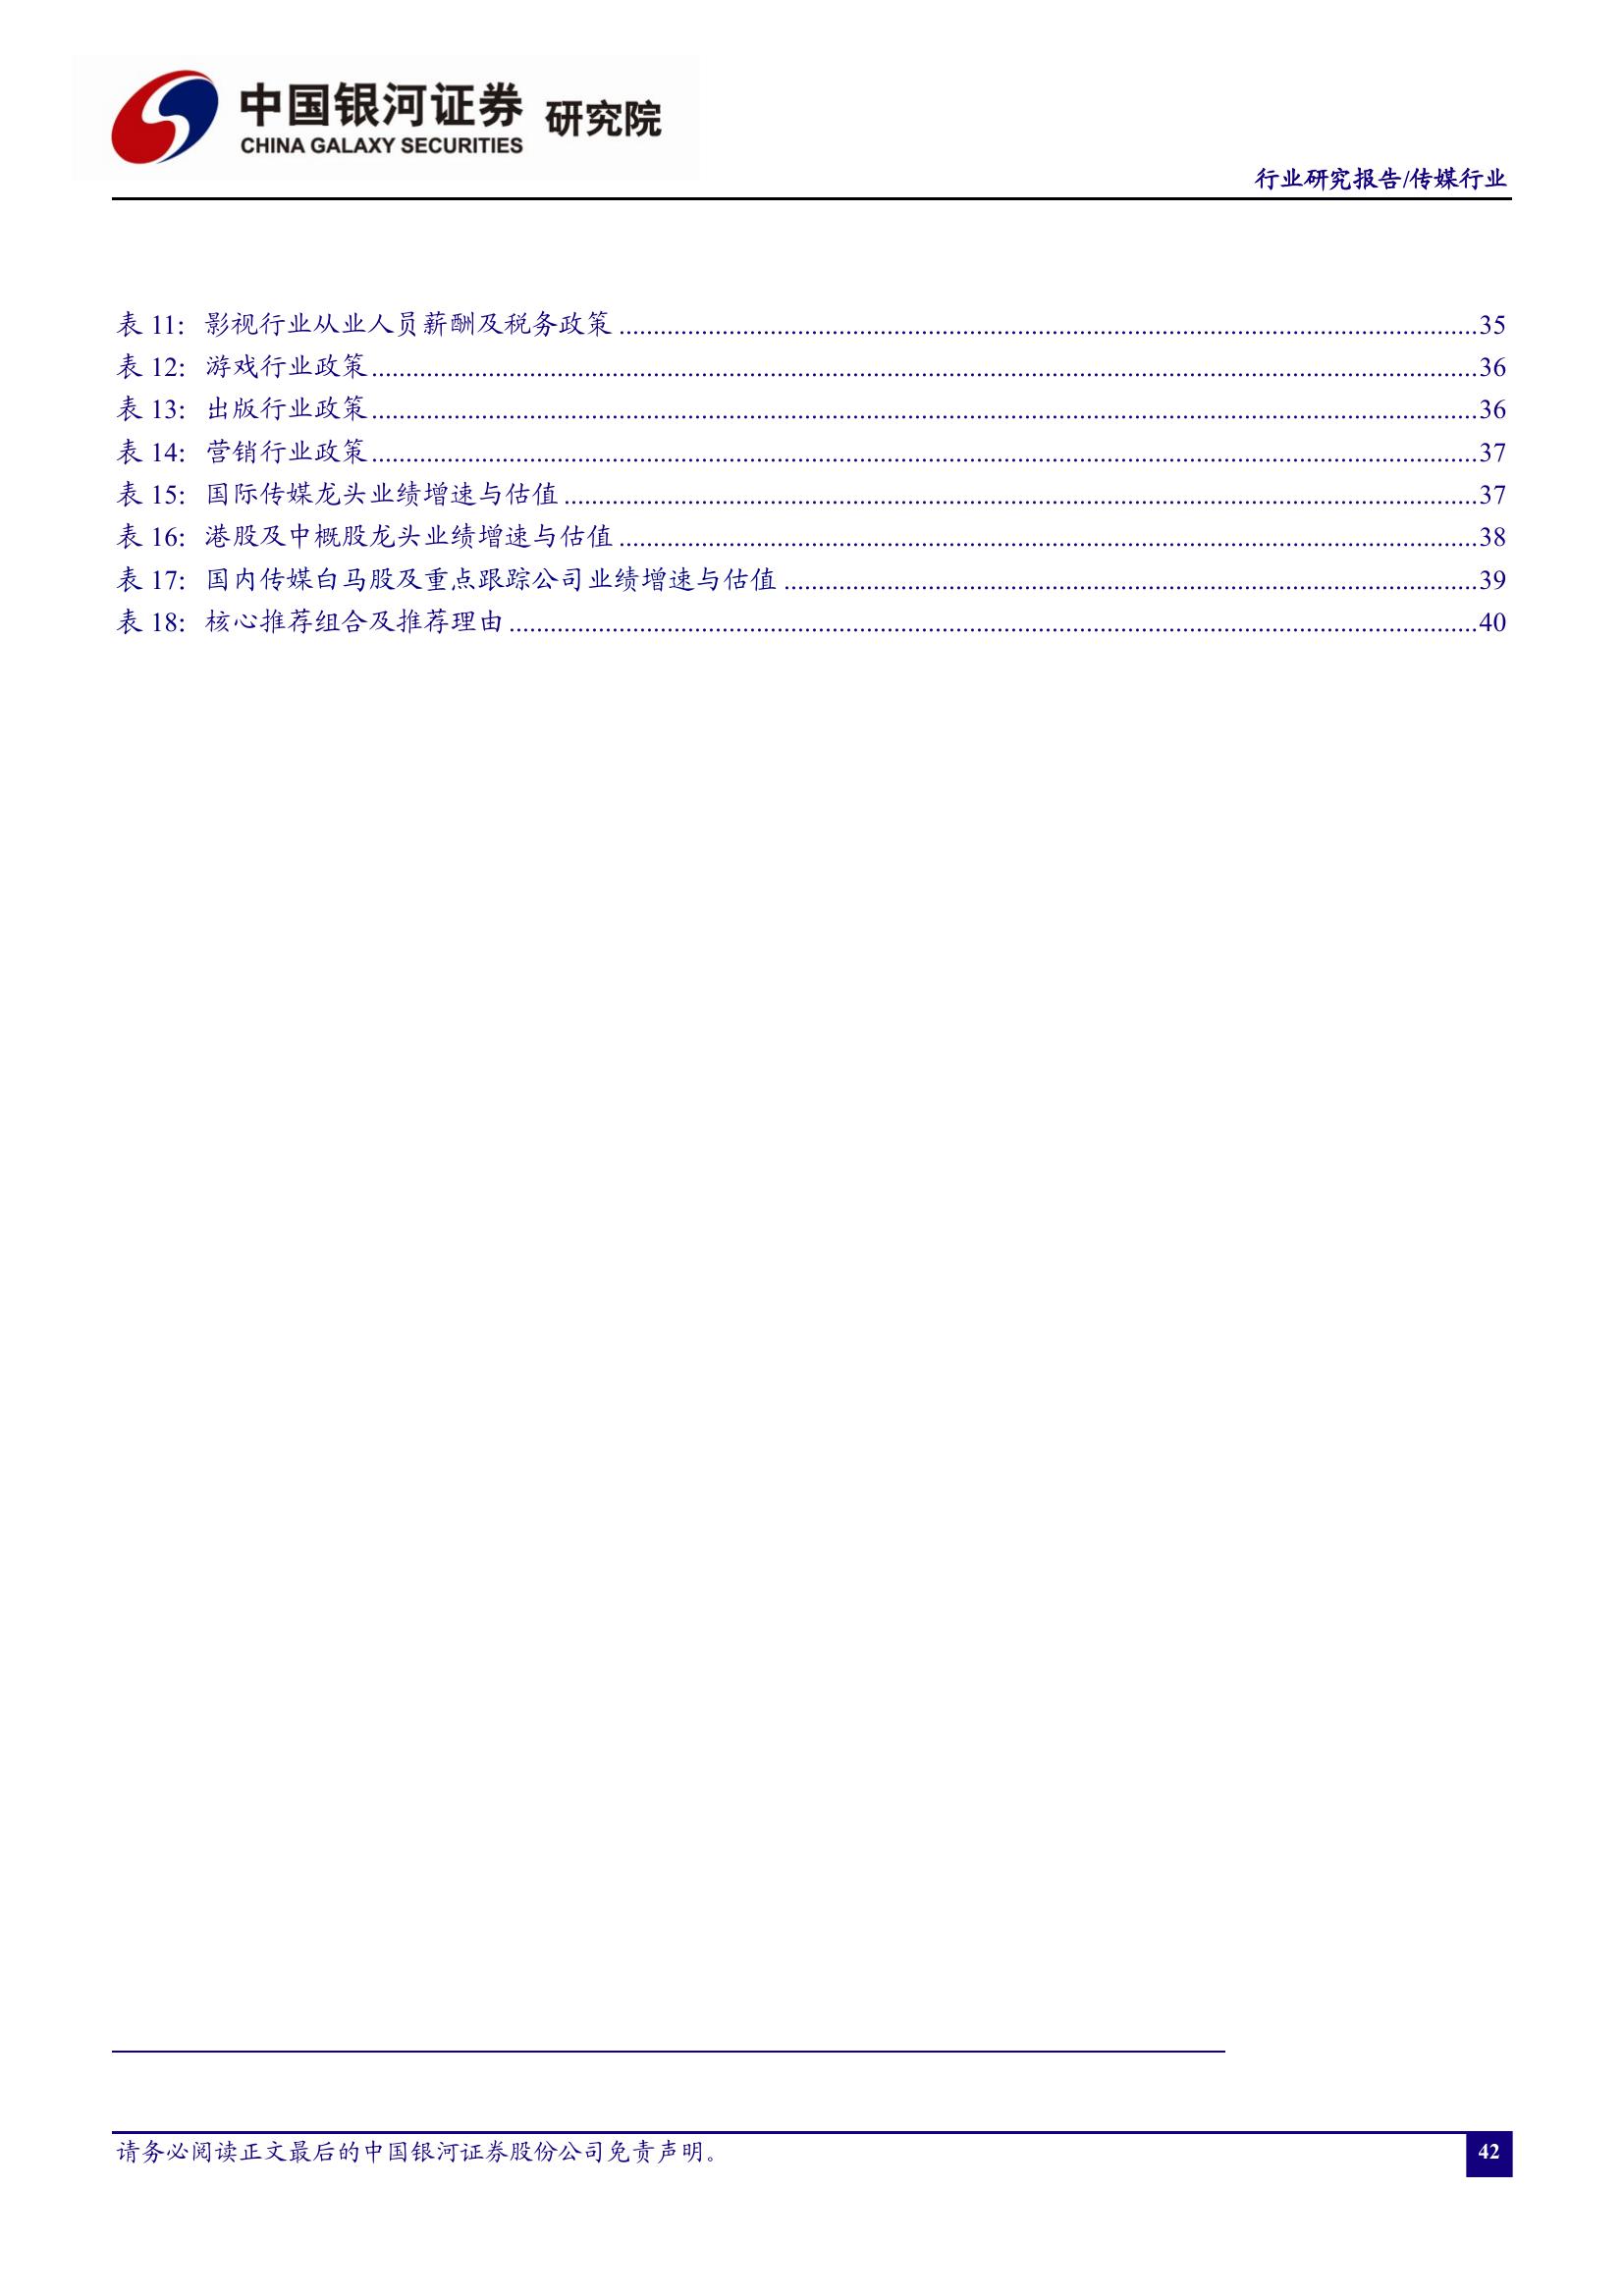 中国银河证券 研究院
CHINA GALAXY SECURITIES
行业研究报告/传媒行业
表 11: 影视行业从业人员薪酬及税务政策 ........................................ 35
表 12: 游戏行业政策 ........................................ 36
表 13: 出版行业政策 ........................................ 36
表 14: 营销行业政策 ........................................ 37
表 15: 国际传媒龙头业绩增速与估值 ........................................ 37
表 16: 港股及中概股龙头业绩增速与估值 ........................................ 38
表 17: 国内传媒白马股及重点跟踪公司业绩增速与估值 ........................................ 39
表 18: 核心推荐组合及推荐理由 ........................................ 40
请务必阅读正文最后的中国银河证券股份公司免责声明。
42